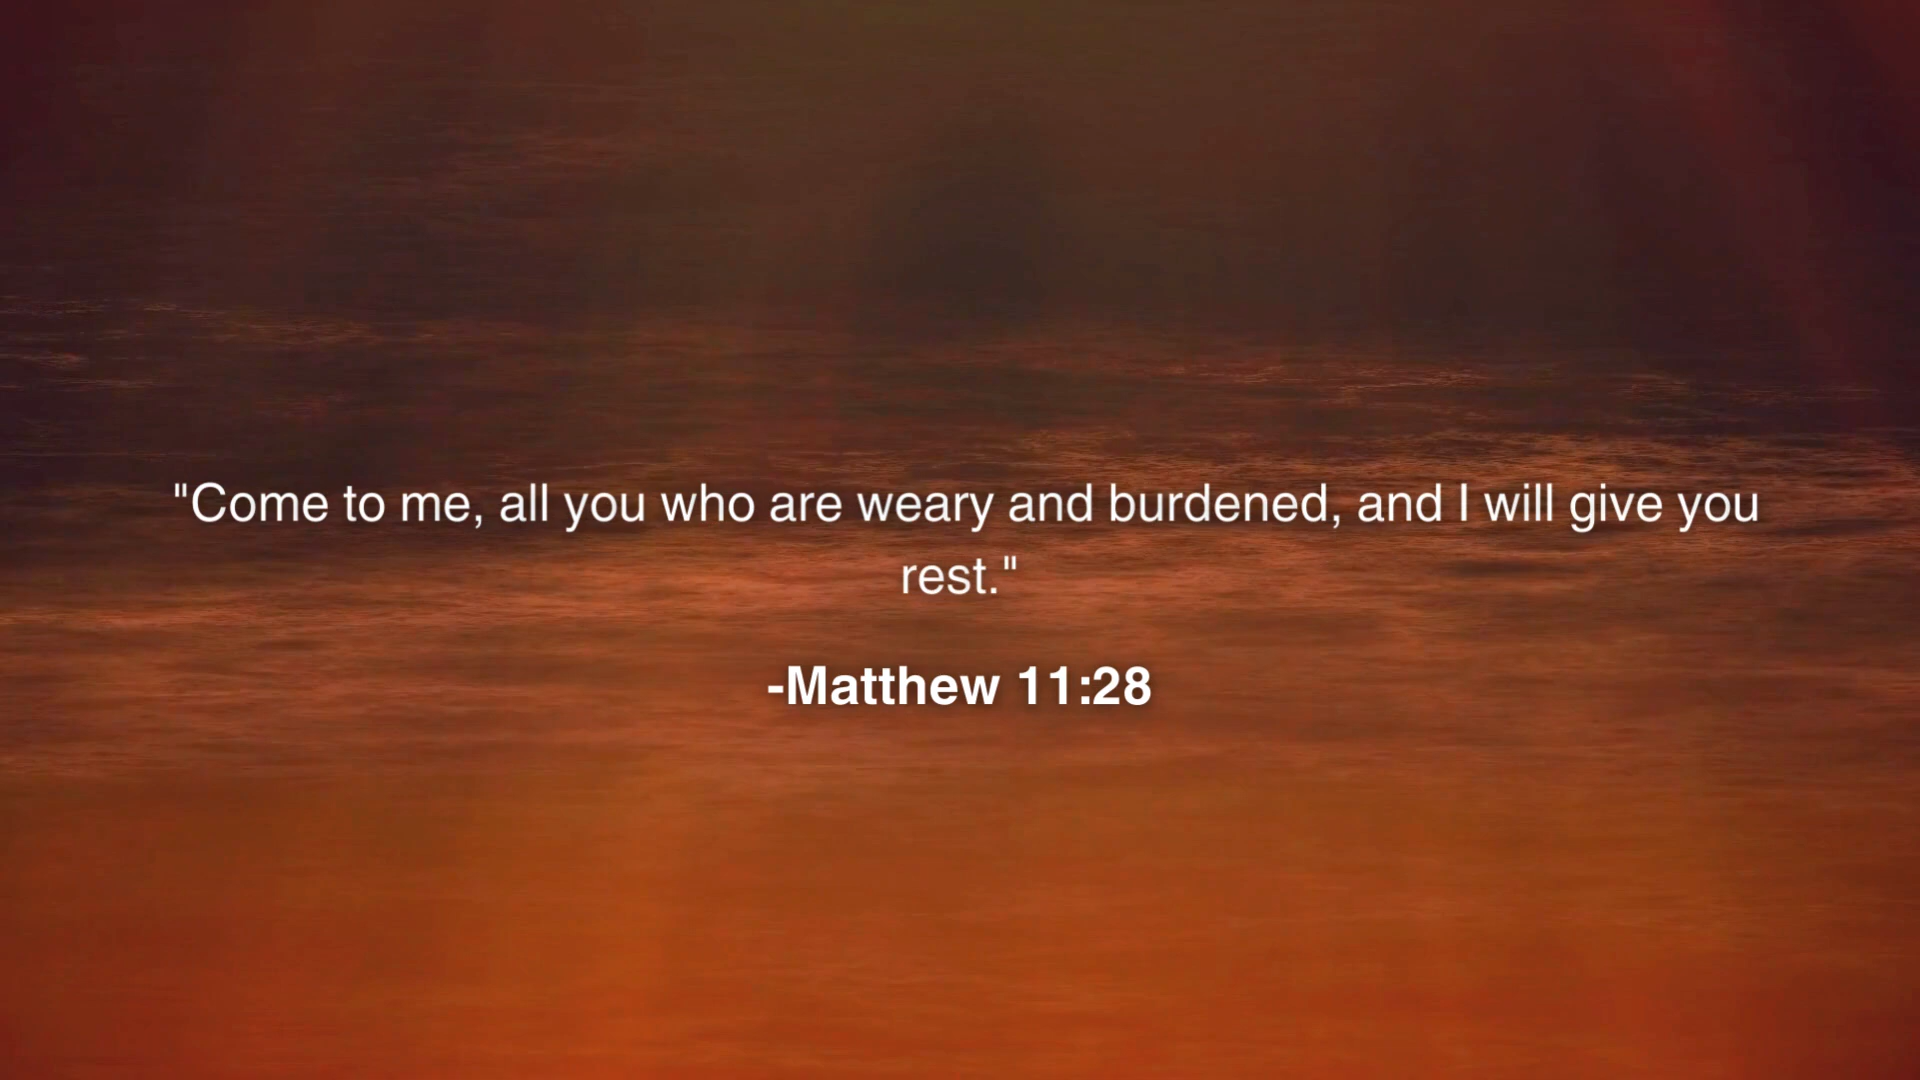 "Come to me, all you who are weary and burdened, and I will give you
rest."
-Matthew 11:28